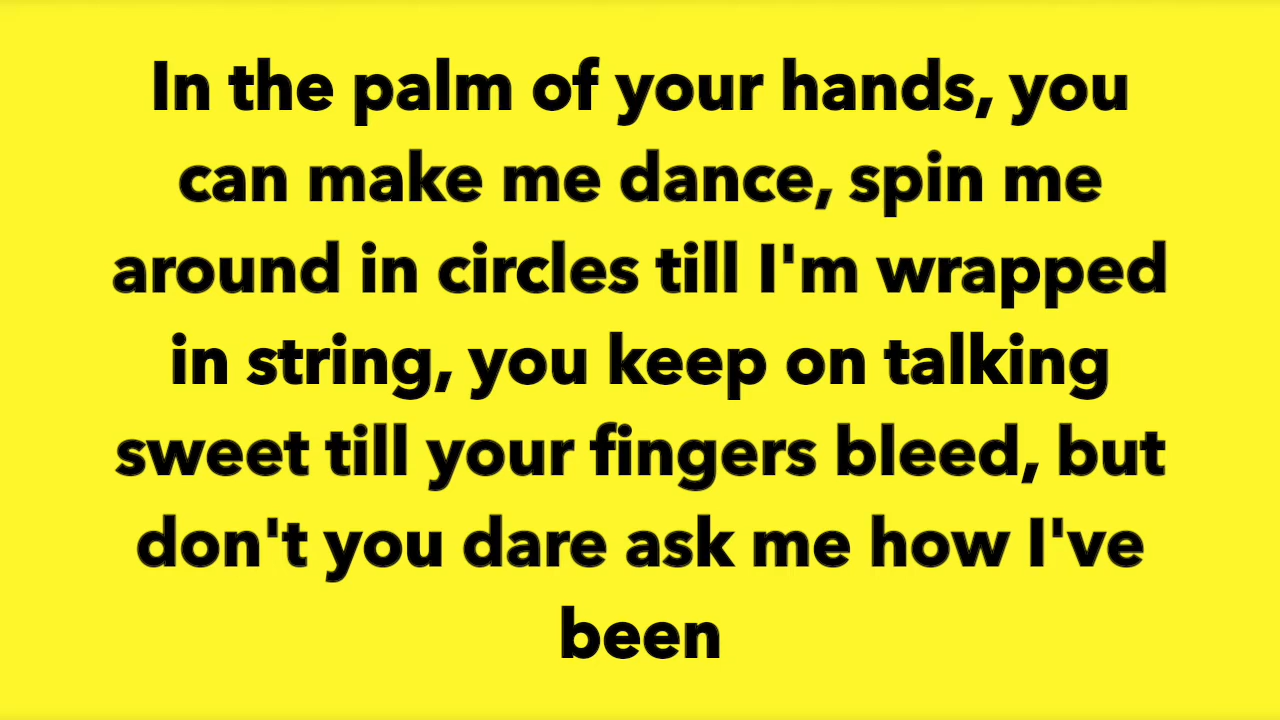 In the palm of your hands, you
can make me dance, spin me
around in circles till I'm wrapped
in string, you keep on talking
sweet till your fingers bleed, but
don't you dare ask me how I've
been